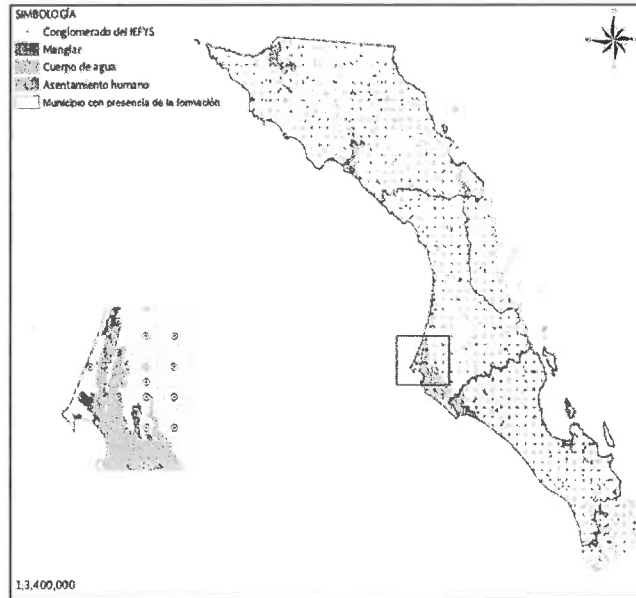 SIMBOLOGÍA
Conglomerado del IEFYS
Manglar
Cuerpo de agua
Asentamiento humano
Municipio con presencia de la formación
1:3,400,000